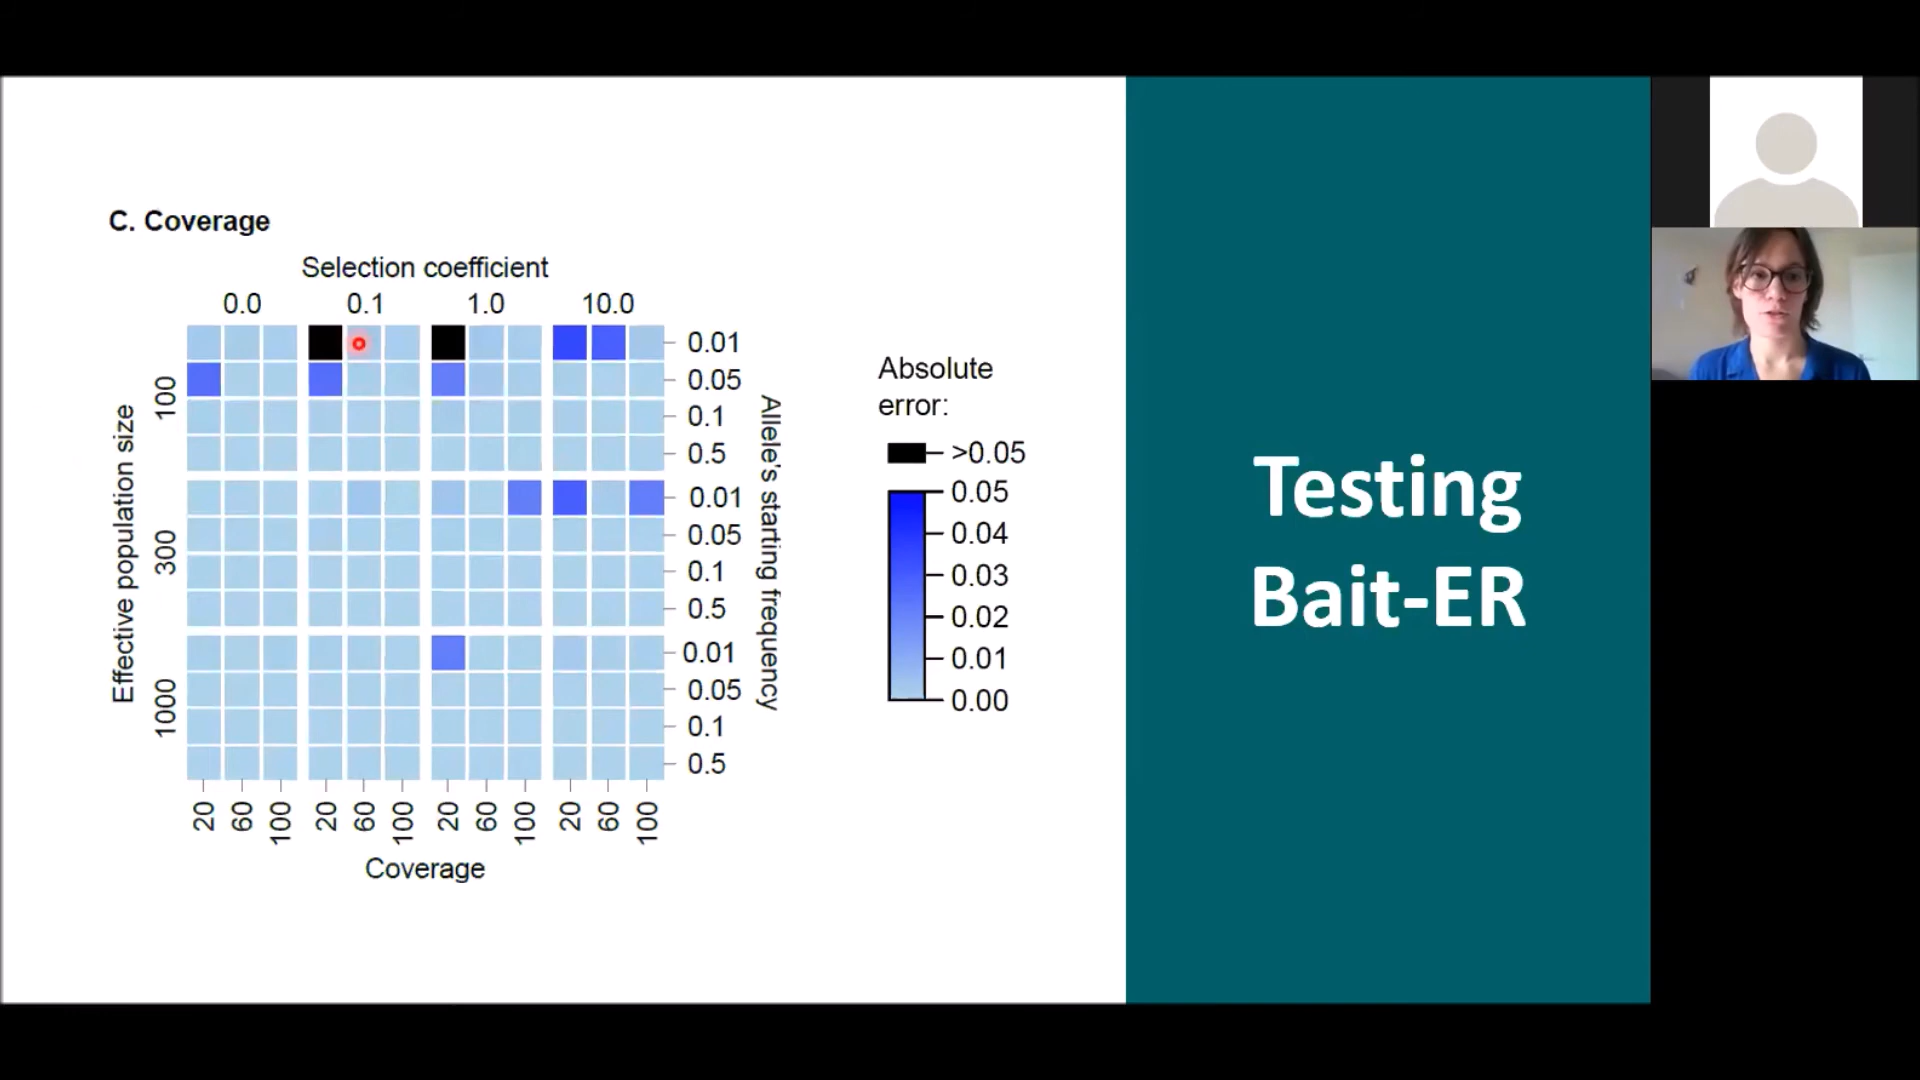 C. Coverage
Selection coefficient
0.0 0.1 1.0 10.0
Effective population size
100
300
1000
0.01
0.05
0.1
0.5
0.01
0.05
0.1
0.5
0.01
0.05
0.1
0.5
Allele's starting frequency
20 60 100 20 60 100 20 60 100 20 60 100
Coverage
Absolute
error:
>0.05
0.05
0.04
0.03
0.02
0.01
0.00
Testing
Bait-ER